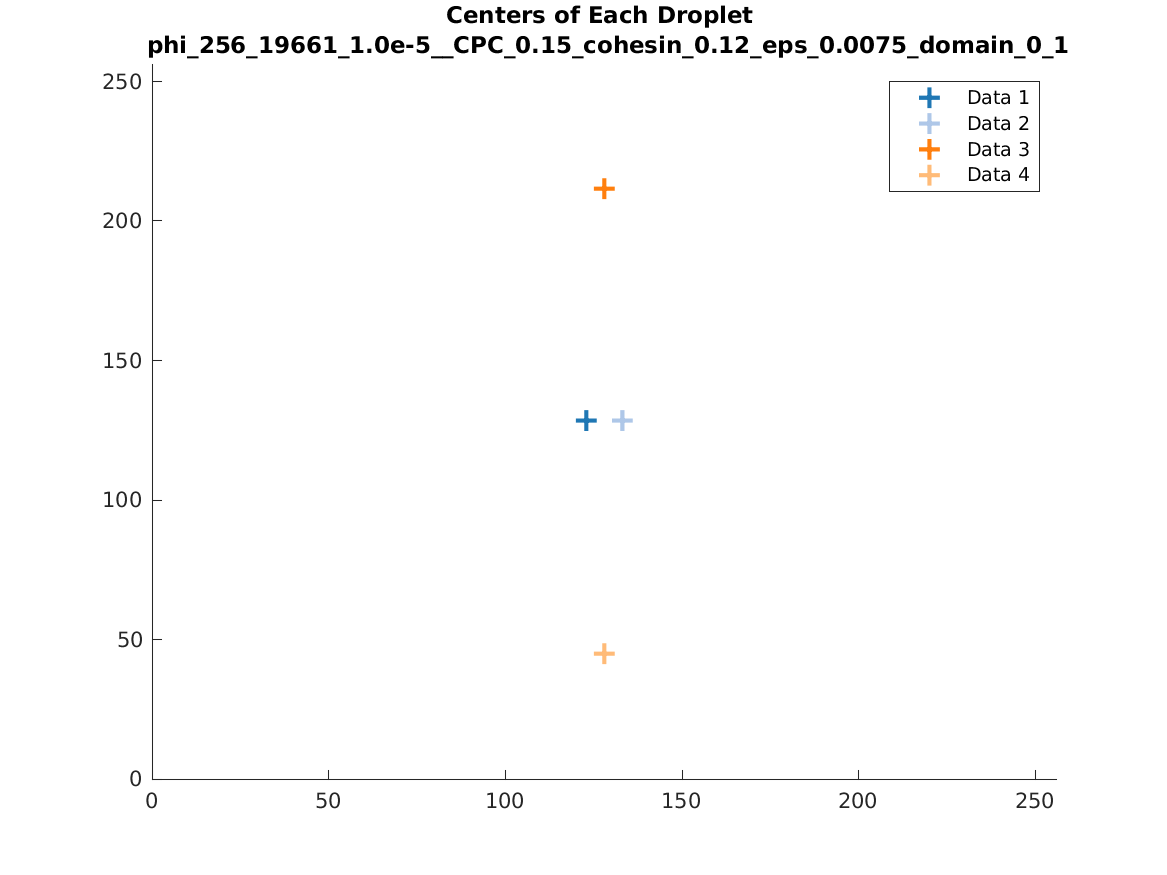 Centers of Each Droplet
phi_256_19661_1.0e-5__CPC_0.15_cohesin_0.12_eps_0.0075_domain_0_1
250
200
150
100
50
0
0 50 100 150 200 250
Data 1
Data 2
Data 3
Data 4